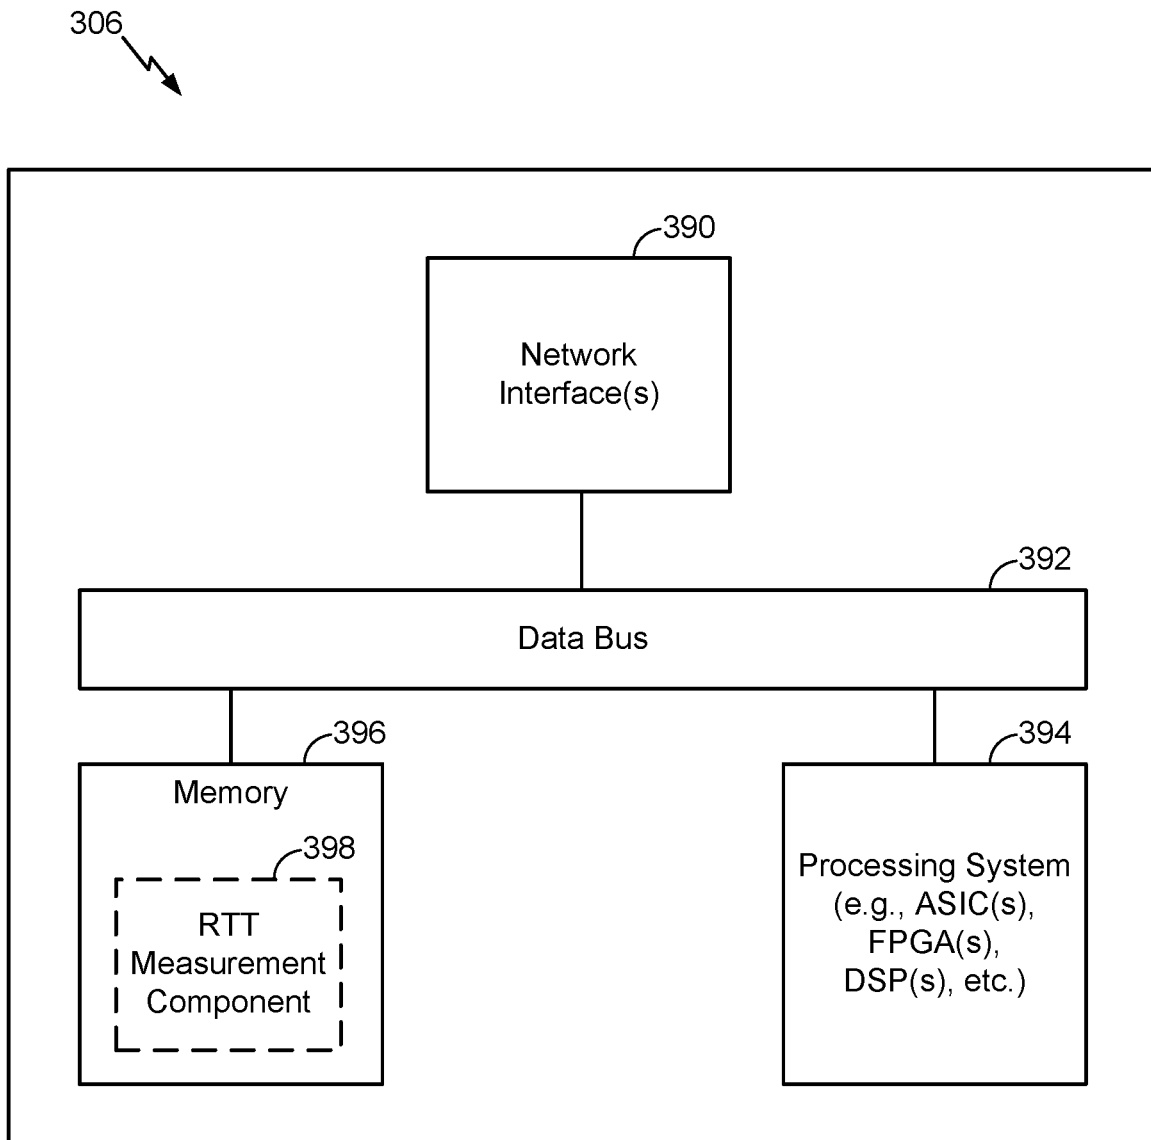 306
390
Network
Interface(s)
392
Data Bus
396
Memory
398
RTT
Measurement
Component
394
Processing System
(e.g., ASIC(s),
FPGA(s),
DSP(s), etc.)